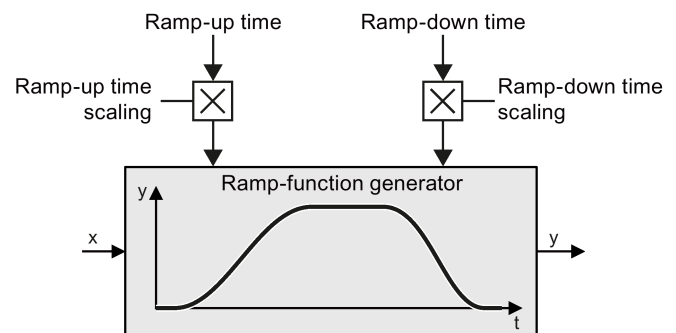 Ramp-up time
Ramp-down time
Ramp-up time
scaling
Ramp-down time
scaling
Ramp-function generator
y
x
y
t